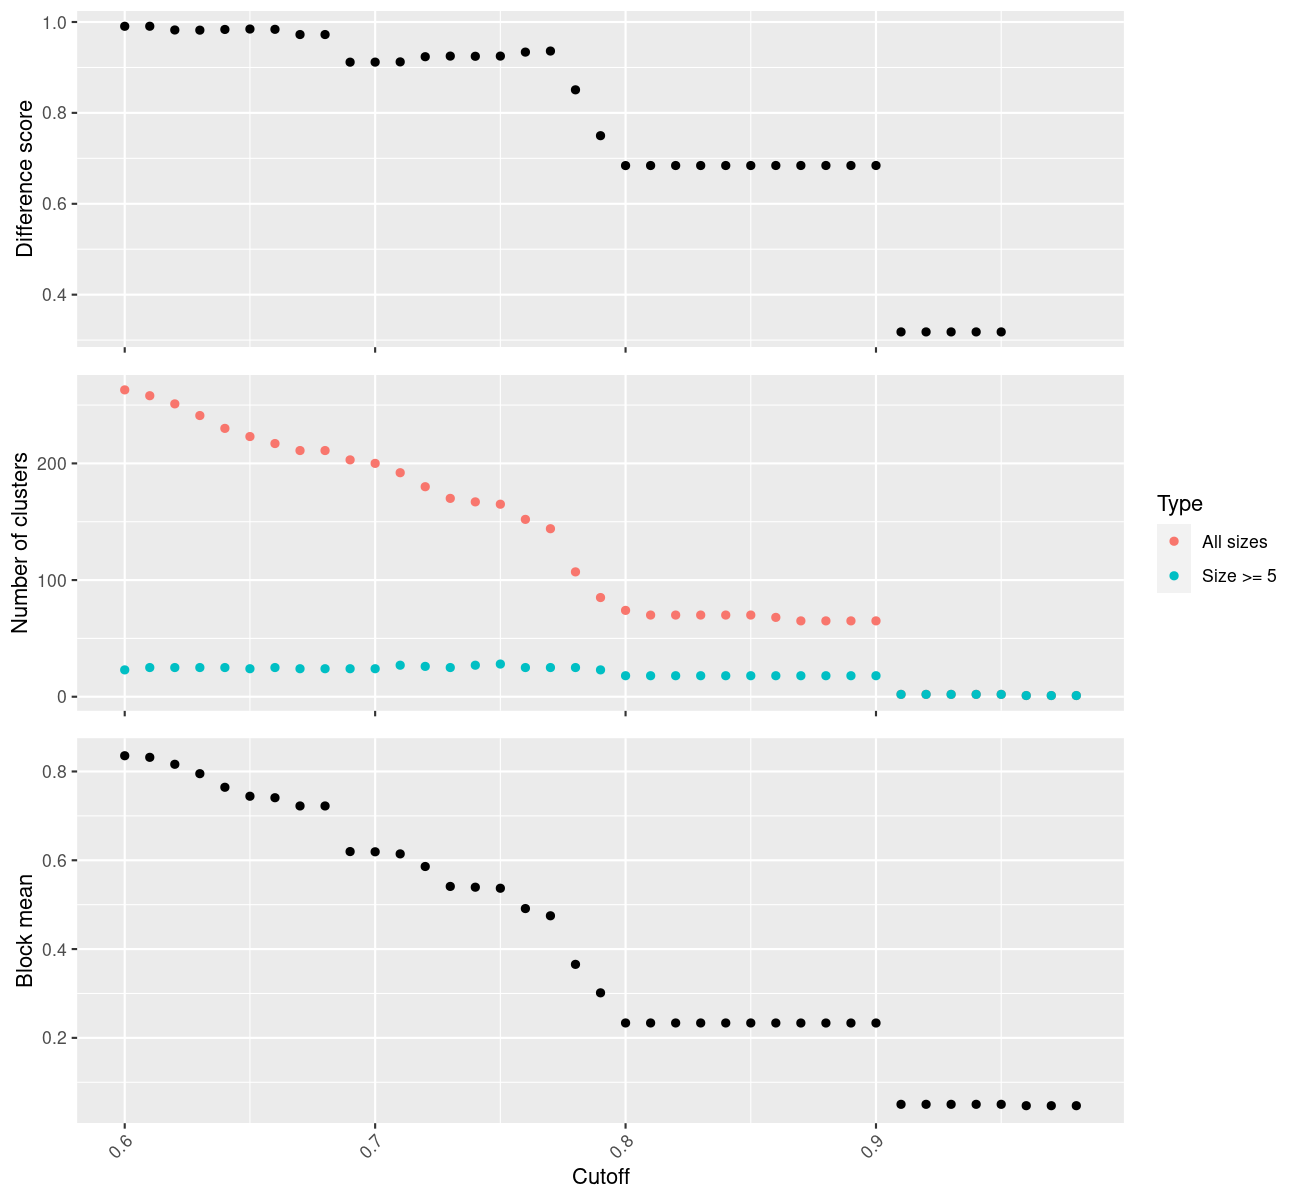 Difference score
1.0
0.8
0.6
0.4
Number of clusters
200
100
0
Type
All sizes
Size >= 5
Block mean
0.8
0.6
0.4
0.2
0.6
0.7
0.8
0.9
Cutoff